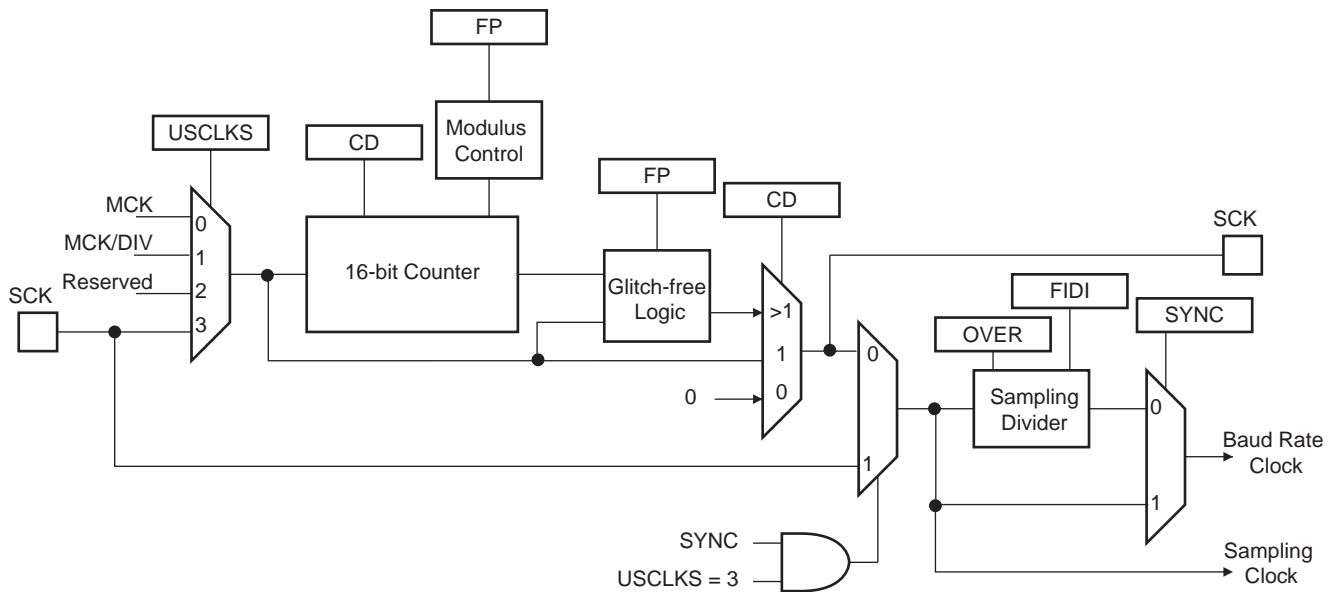 FP
USCLKS
CD
Modulus
Control
FP
CD
MCK
0
MCK/DIV
1
Reserved
2
SCK
3
16-bit Counter
Glitch-free
Logic
>1
1
0
0
SCK
FIDI
OVER
SYNC
0
1
Sampling
Divider
0
1
Baud Rate
Clock
SYNC
USCLKS = 3
Sampling
Clock